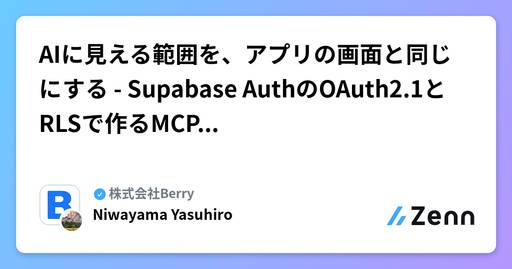 AIに見える範囲を、アプリの画面と同じ
にする - Supabase AuthのOAuth2.1と
RLSで作るMCP...
B
株式会社Berry
Niwayama Yasuhiro
Zenn